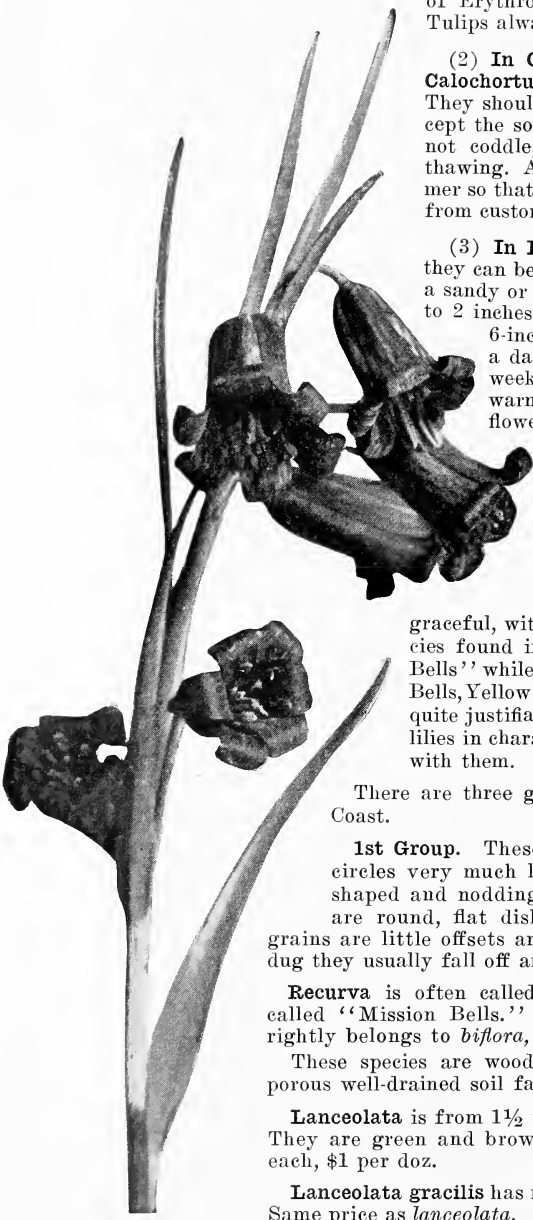 of Erythro
Tulips alwa
(2) In C
Calochortu
They shoul
cept the so
not coddle
thawing. A
mer so that
from custon
(3) In
they can be
a sandy or
to 2 inches
6-inc
a da
week
warn
flowe
graceful, wit
cies found i
Bells'' while
Bells, Yellow
quite justifia
lilies in chara
with them.
There are three g
Coast.
1st Group. These
circles very much l
shaped and nodding
are round, flat disl
grains are little offsets a
dug they usually fall off a
Recurva is often called
called ''Mission Bells.''
rightly belongs to biflora,
These species are wood
porous well-drained soil fa
Lanceolata is from 1½
They are green and brow
each, $1 per doz.
Lanceolata gracilis has
Same price as lanceolata.